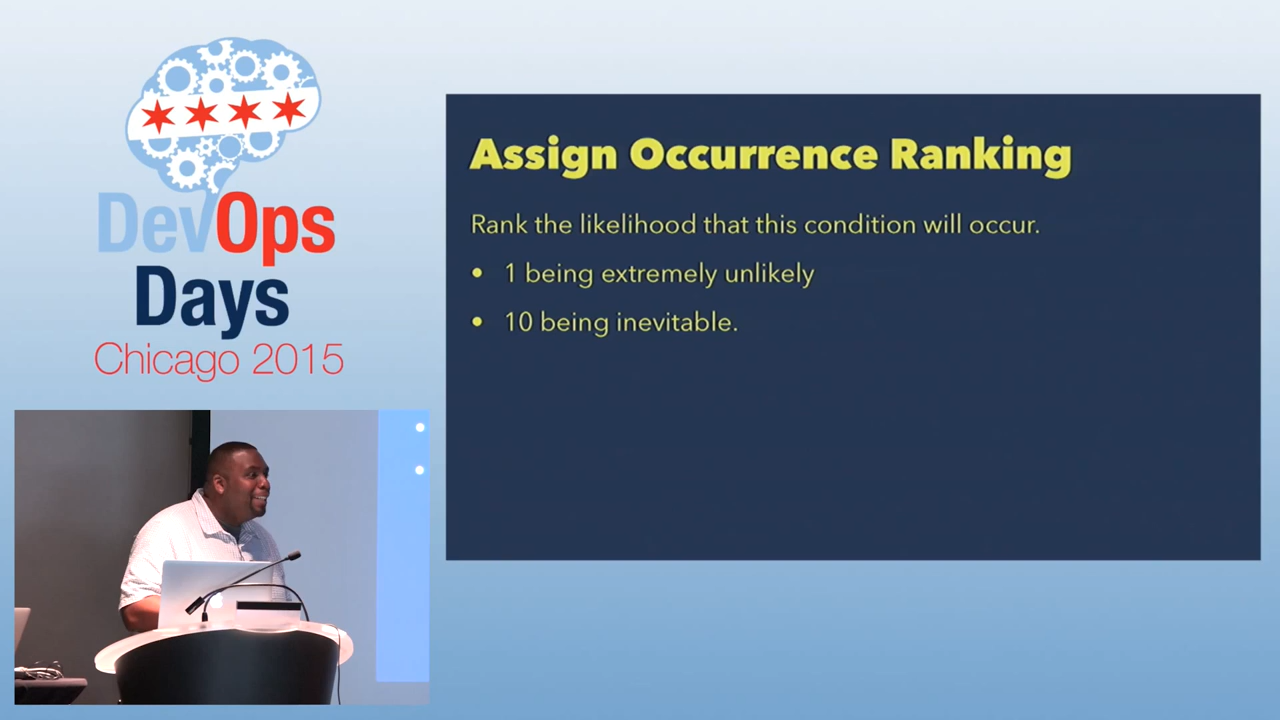 DevOps
Days
Chicago 2015
Assign Occurrence Ranking
Rank the likelihood that this condition will occur.
• 1 being extremely unlikely
• 10 being inevitable.